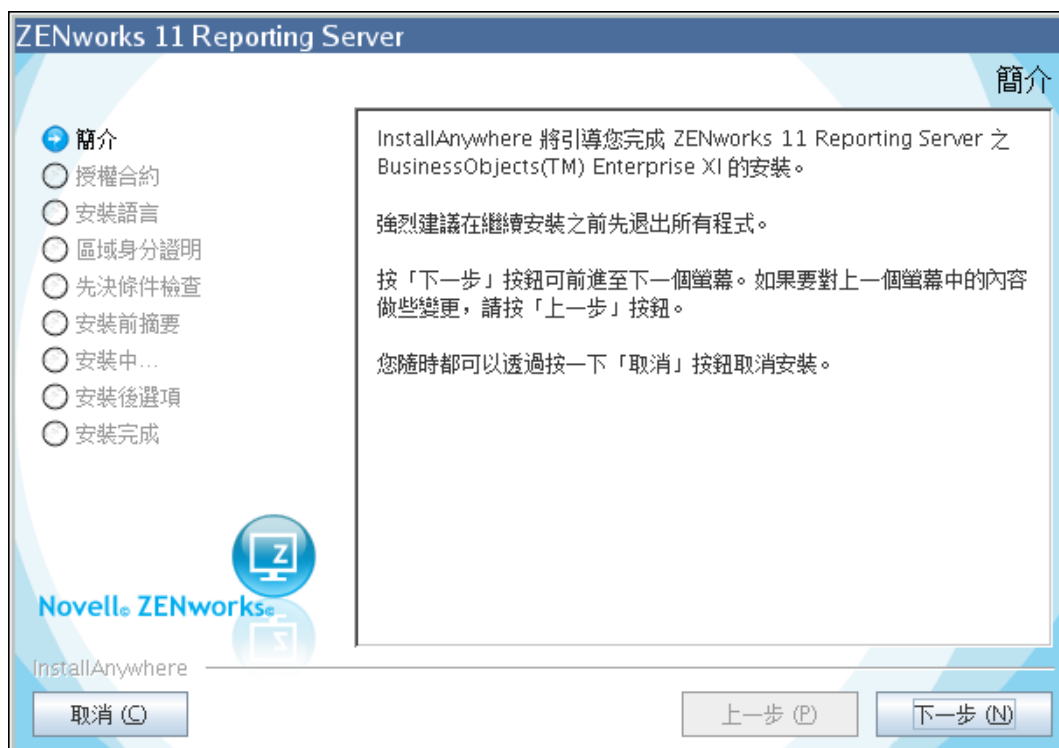 ZENworks 11 Reporting Server
簡介
簡介
授權合約
安裝語言
區域身分證明
先決條件檢查
安裝前摘要
安裝中...
安裝後選項
安裝完成
InstallAnywhere 將引導您完成 ZENworks 11 Reporting Server 之
BusinessObjects(TM) Enterprise XI 的安裝。
強烈建議在繼續安裝之前先退出所有程式。
按「下一步」按鈕可前進至下一個螢幕。如果要對上一個螢幕中的內容
做些變更，請按「上一步」按鈕。
您隨時都可以透過按一下「取消」按鈕取消安裝。
Z
Novell® ZENworks®
InstallAnywhere
取消 (C)
上一步 (P)
下一步 (N)